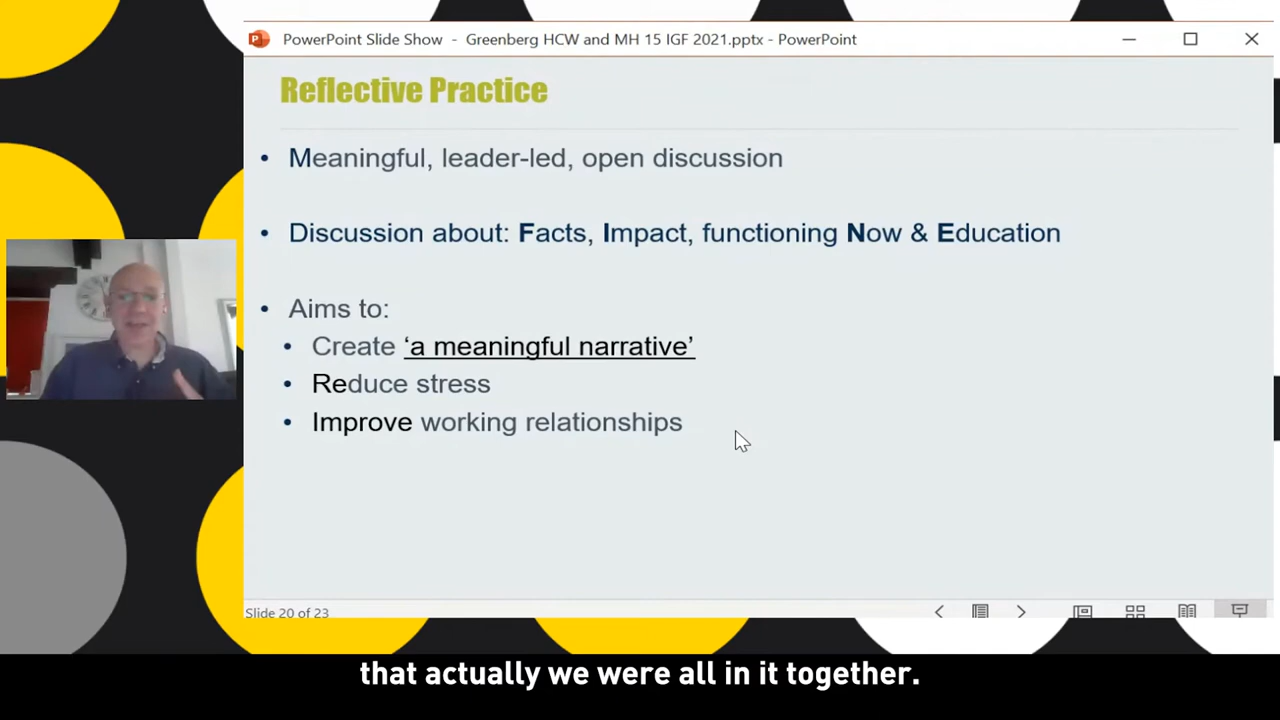 PowerPoint Slide Show - Greenberg HCW and MH 15 IGF 2021.pptx - PowerPoint
Reflective Practice
• Meaningful, leader-led, open discussion
• Discussion about: Facts, Impact, functioning Now & Education
• Aims to:
• Create ‘a meaningful narrative’
• Reduce stress
• Improve working relationships
Slide 20 of 23
that actually we were all in it together.